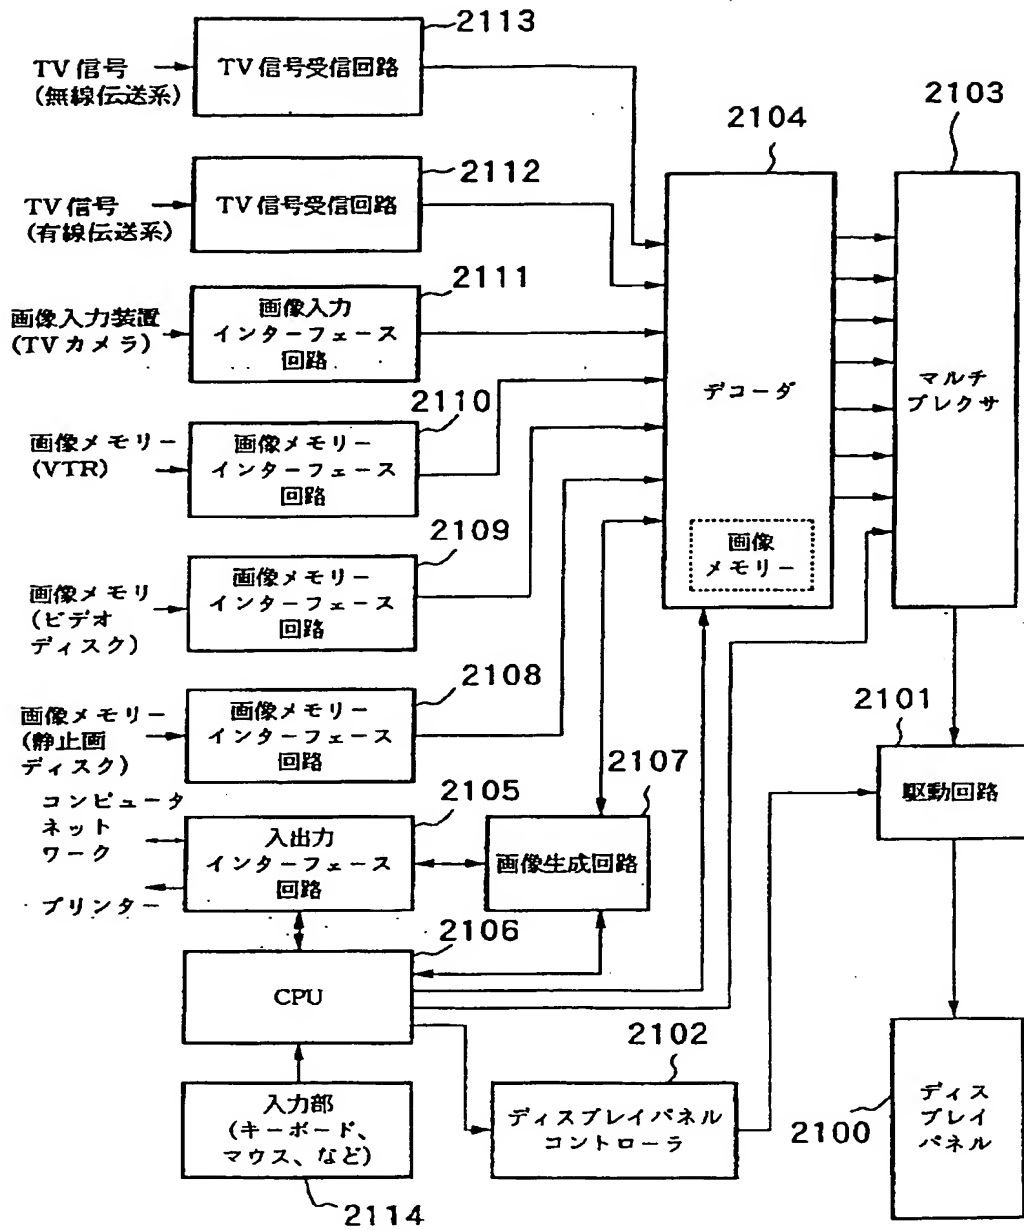 2113
TV 信号
(無線伝送系)
TV 信号受信回路
2112
TV 信号
(有線伝送系)
TV 信号受信回路
2111
画像入力装置
(TV カメラ)
画像入力
インターフェース
回路
2110
画像メモリー
(VTR)
画像メモリー
インターフェース
回路
2109
画像メモリ
(ビデオ
ディスク)
画像メモリー
インターフェース
回路
2108
画像メモリー
(静止画
ディスク)
画像メモリー
インターフェース
回路
2104
デコーダ
画像
メモリー
2103
マルチ
プレクサ
2107
画像生成回路
2105
コンピュータ
ネット
ワーク
プリンター
入出力
インターフェース
回路
2106
CPU
入力部
(キーボード、
マウス、など)
2114
2102
ディスプレイパネル
コントローラ
2101
駆動回路
2100
ディス
プレイ
パネル